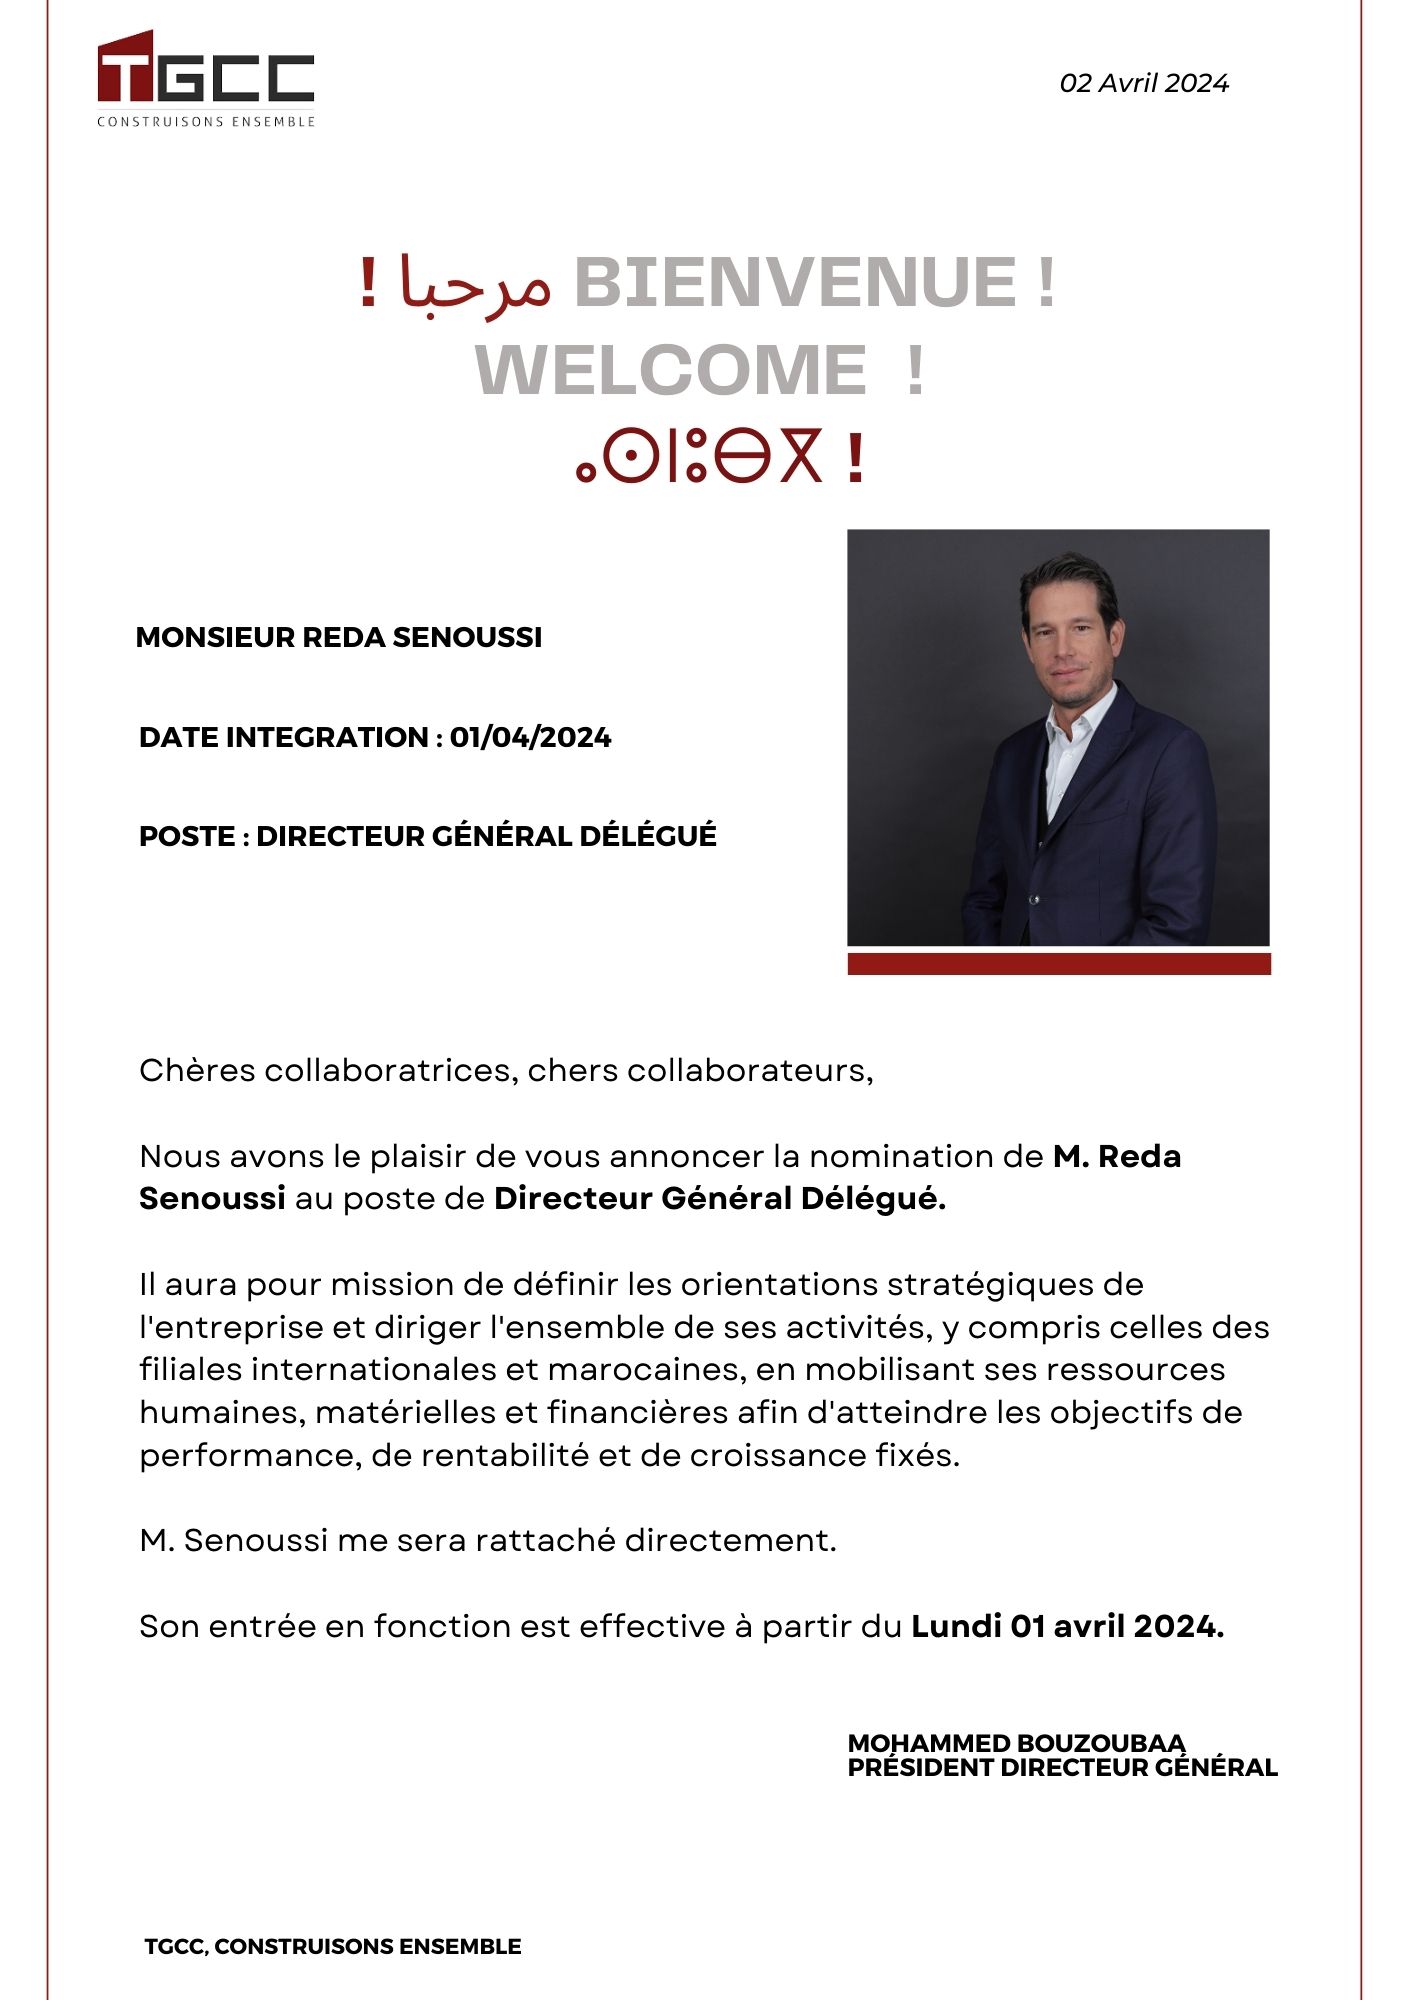 TGCC
CONSTRUISONS ENSEMBLE
02 Avril 2024
مرحبا ! BIENVENUE !
WELCOME !
ⴰⵙⵏⵓⴱⴳ !
MONSIEUR REDA SENOUSSI
DATE INTEGRATION : 01/04/2024
POSTE : DIRECTEUR GÉNÉRAL DÉLÉGUÉ
Chères collaboratrices, chers collaborateurs,
Nous avons le plaisir de vous annoncer la nomination de M. Reda
Senoussi au poste de Directeur Général Délégué.
Il aura pour mission de définir les orientations stratégiques de
l'entreprise et diriger l'ensemble de ses activités, y compris celles des
filiales internationales et marocaines, en mobilisant ses ressources
humaines, matérielles et financières afin d'atteindre les objectifs de
performance, de rentabilité et de croissance fixés.
M. Senoussi me sera rattaché directement.
Son entrée en fonction est effective à partir du Lundi 01 avril 2024.
MOHAMMED BOUZOUBAA
PRÉSIDENT DIRECTEUR GÉNÉRAL
TGCC, CONSTRUISONS ENSEMBLE